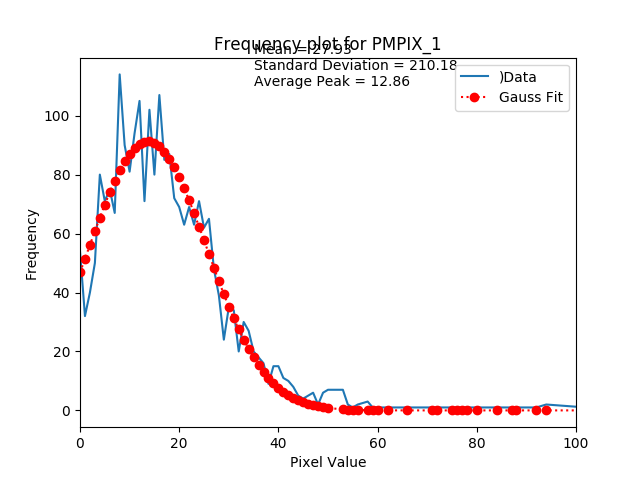 Frequency plot for PMPIX_1
Mean = 27.93
Standard Deviation = 210.18
Average Peak = 12.86
)Data
Gauss Fit
Frequency
100
80
60
40
20
0
0 20 40 60 80 100
Pixel Value